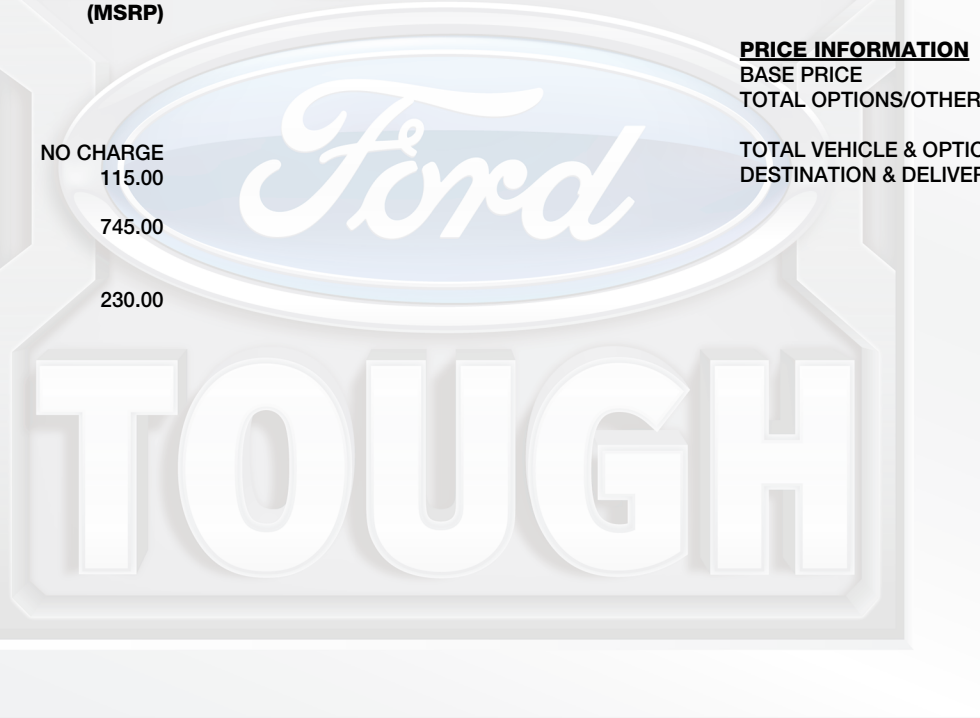 (MSRP)
NO CHARGE
115.00
745.00
230.00
PRICE INFORMATION
BASE PRICE
TOTAL OPTIONS/OTHER
TOTAL VEHICLE & OPTIO
DESTINATION & DELIVER
Ford
TOUGH